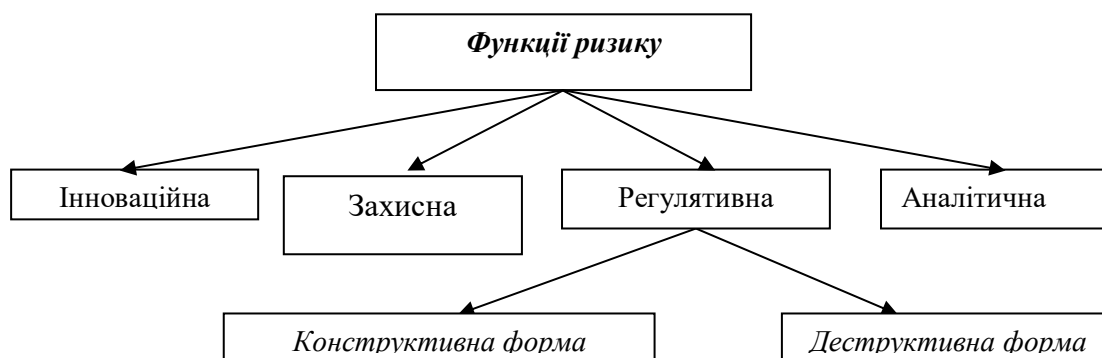 Функції ризику
Інноваційна
Захисна
Регулятивна
Аналітична
Конструктивна форма
Деструктивна форма